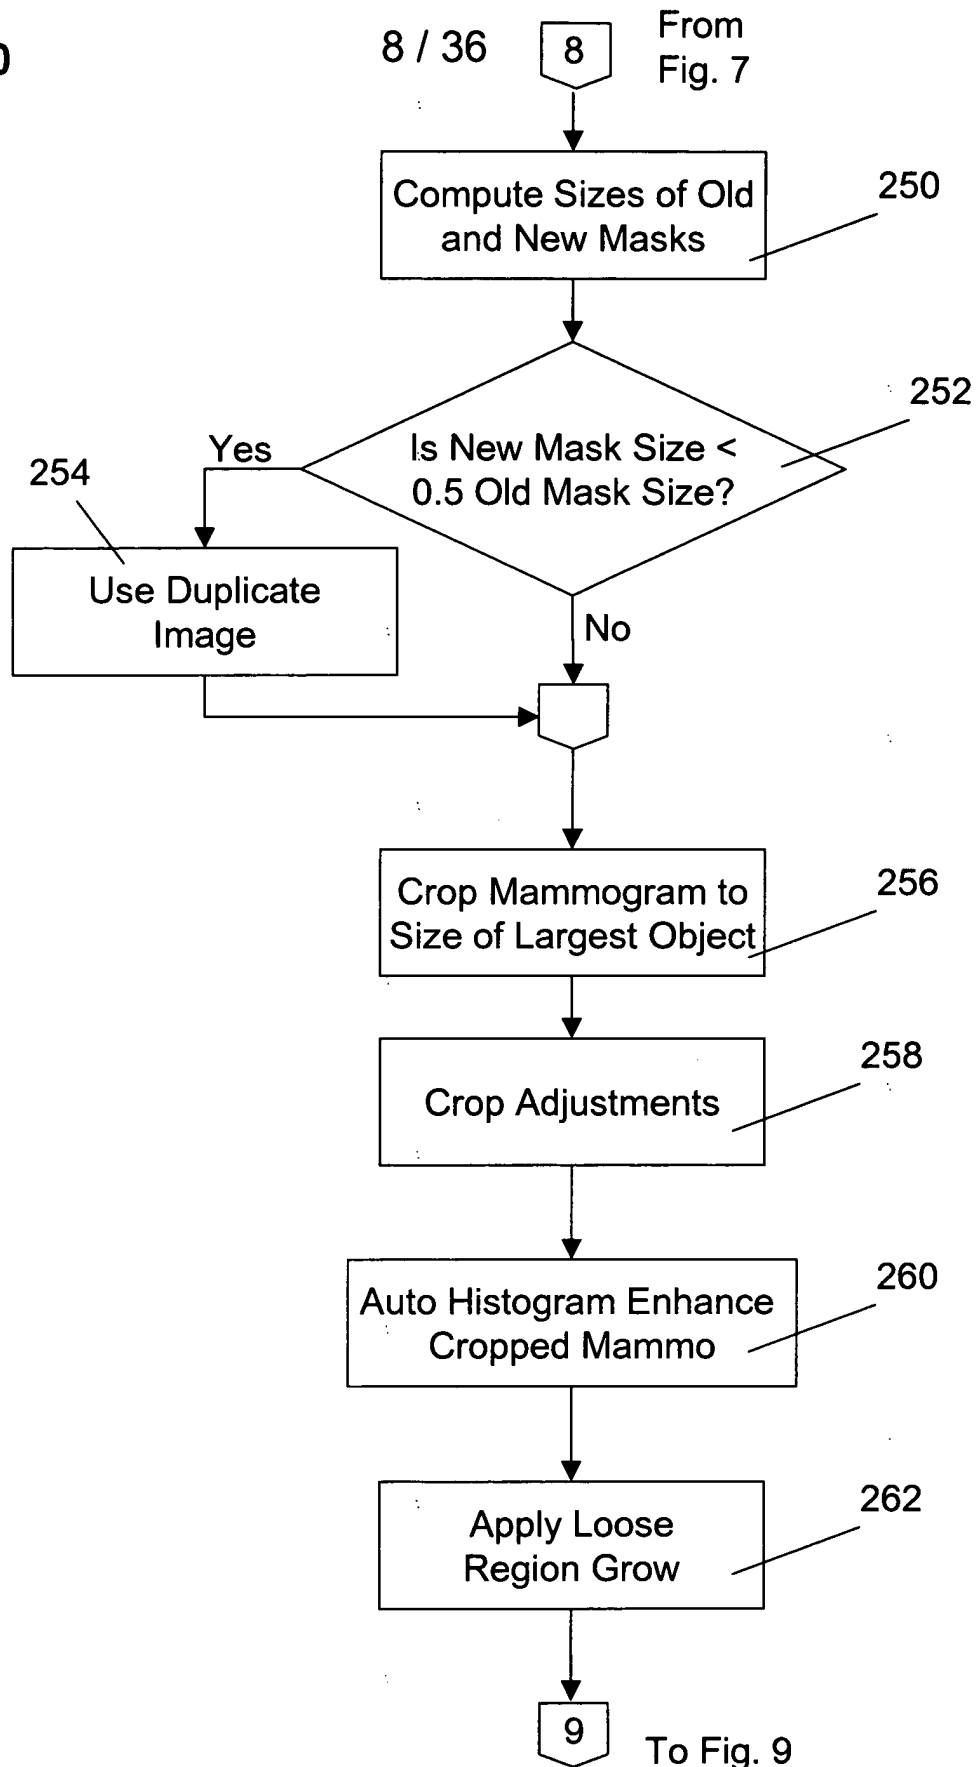 8 / 36
8
From
Fig. 7
Compute Sizes of Old
and New Masks
250
Is New Mask Size <
0.5 Old Mask Size?
252
Yes
254
Use Duplicate
Image
No
Crop Mammogram to
Size of Largest Object
256
Crop Adjustments
258
Auto Histogram Enhance
Cropped Mammo
260
Apply Loose
Region Grow
262
9
To Fig. 9